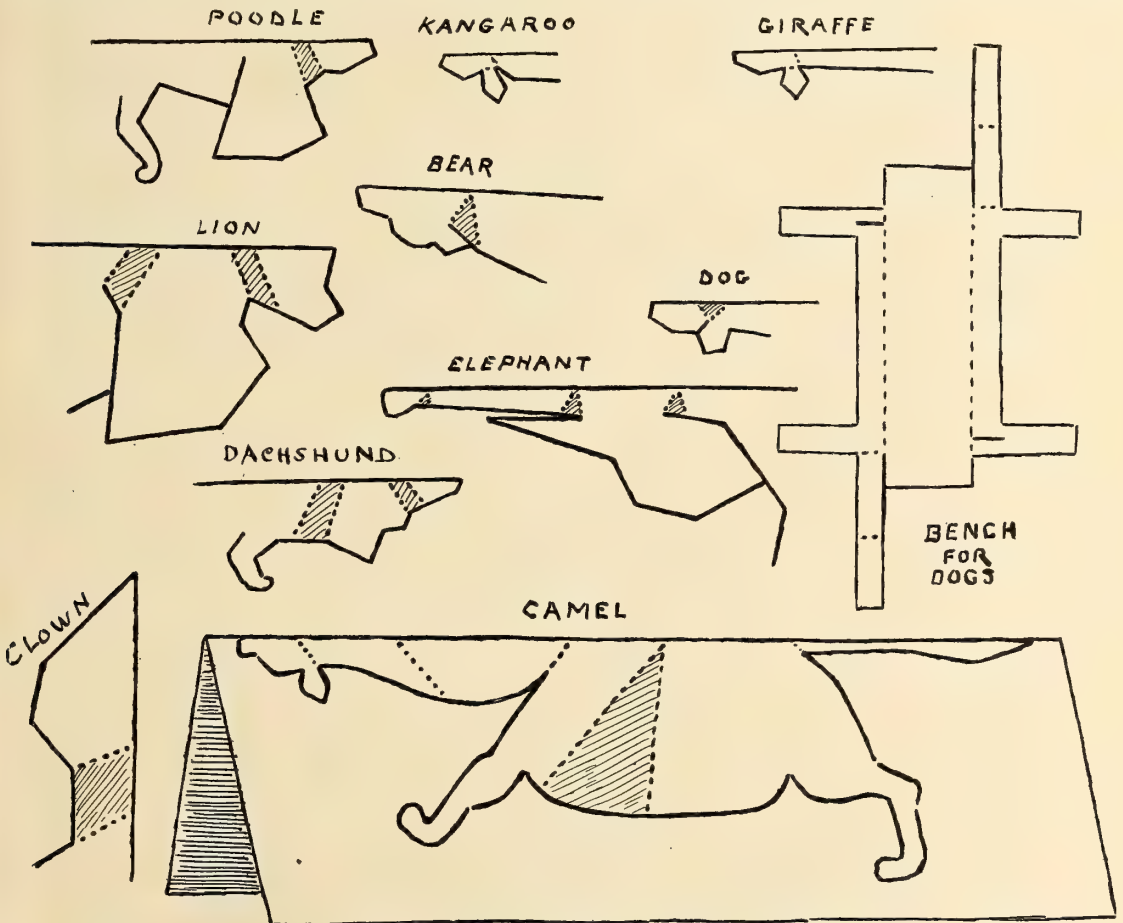 POODLE
KANGAROO
GIRAFFE
BEAR
LION
DOG
ELEPHANT
DACHSHUND
BENCH
FOR
DOGS
CLOWN
CAMEL